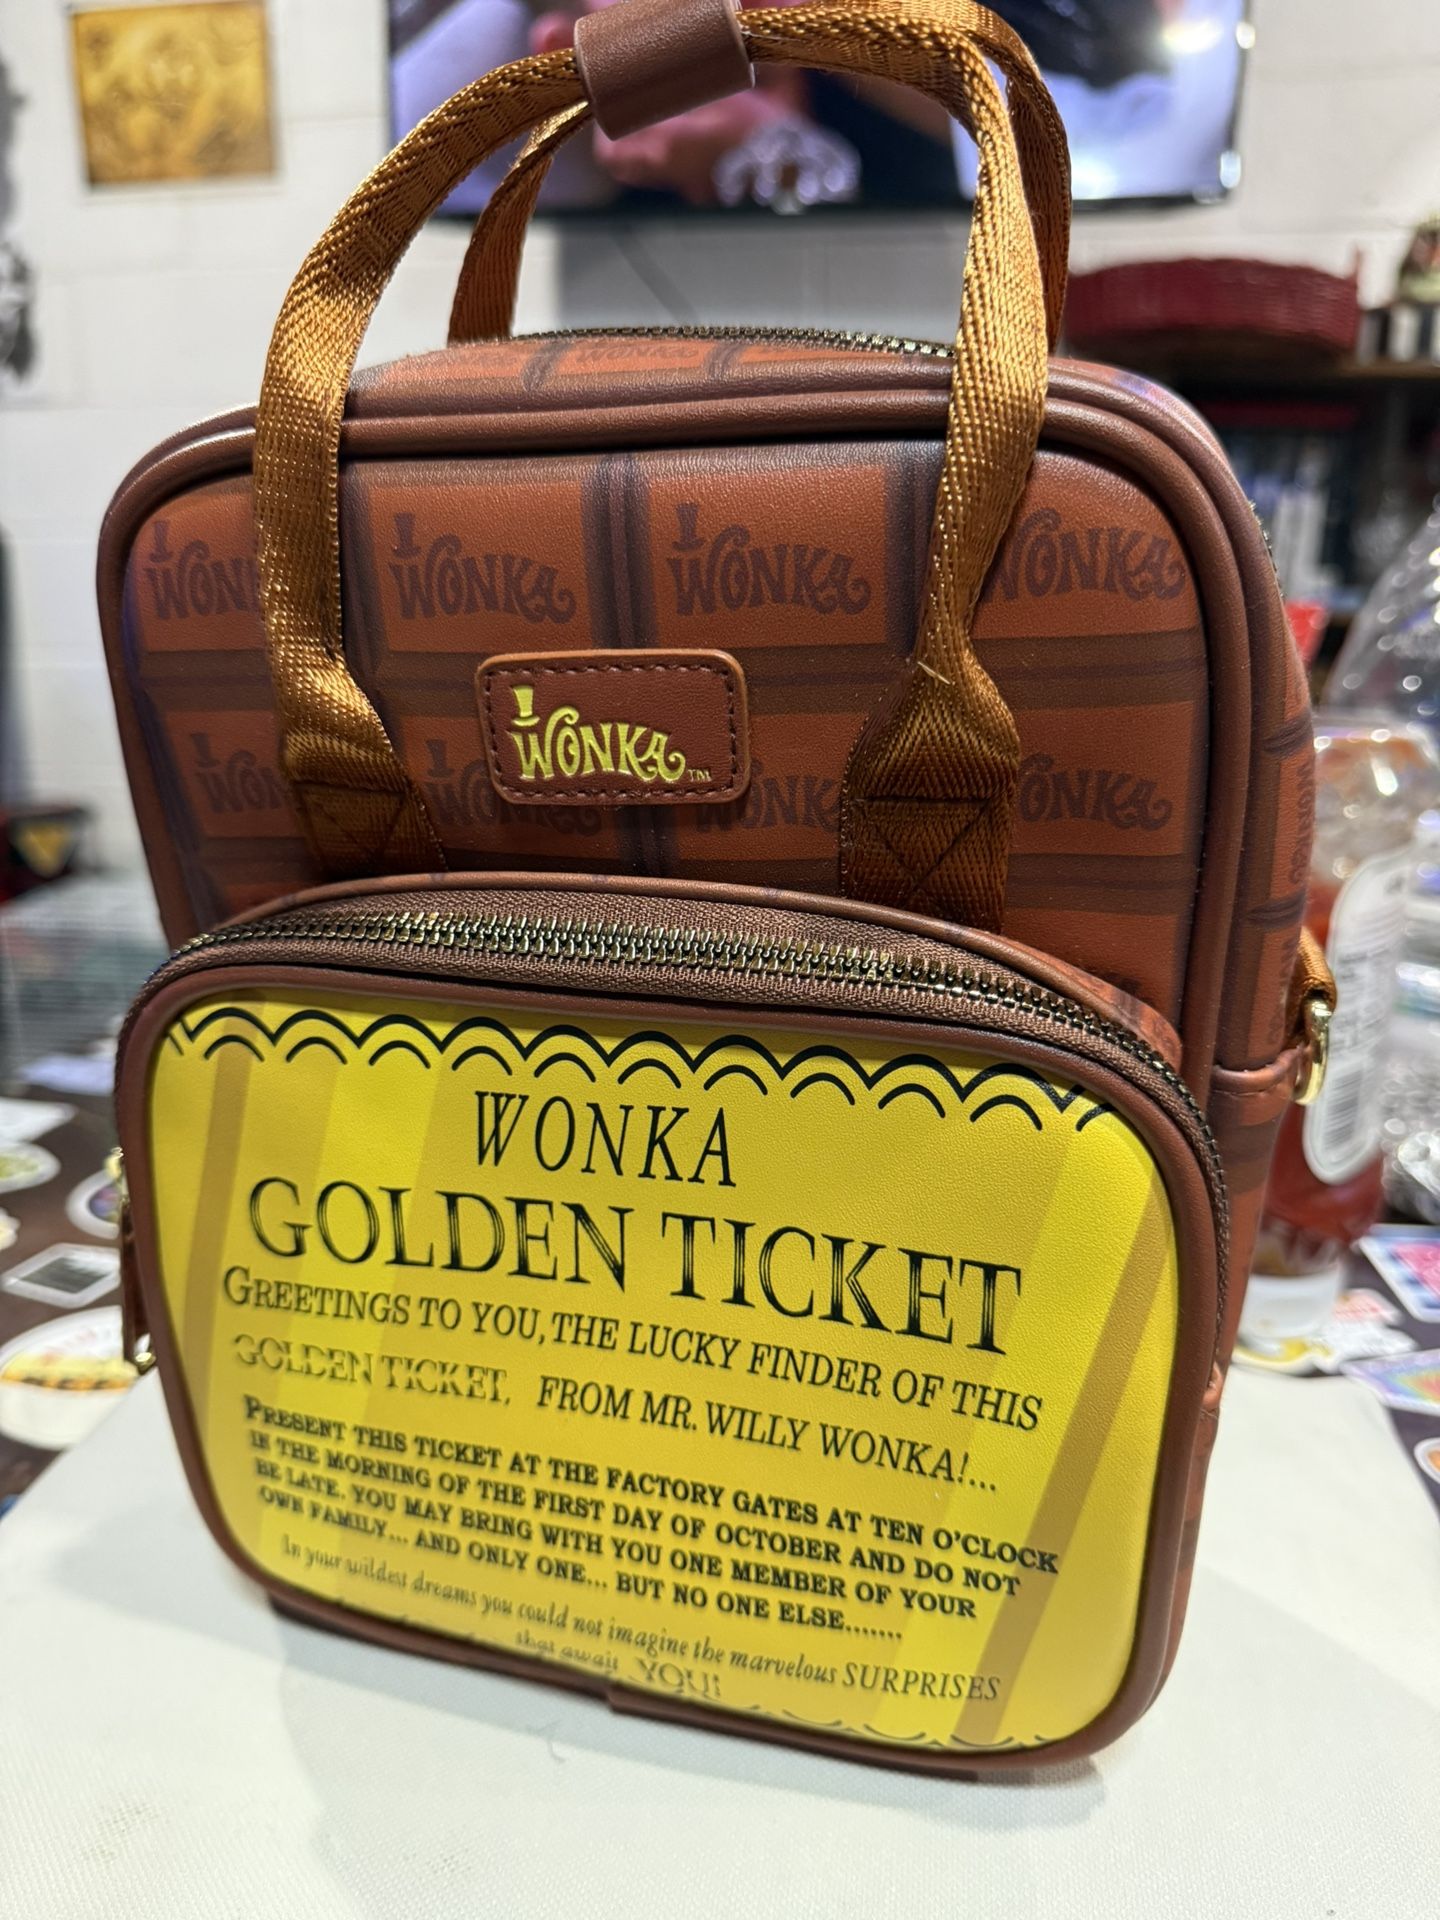 WONKA
WONKA
WONKA
WONKA
WONKA
WONKA™
WONKA
WONKA
GOLDEN TICKET
GREETINGS TO YOU, THE LUCKY FINDER OF THIS
GOLDEN TICKET, FROM MR. WILLY WONKA!...
PRESENT THIS TICKET AT THE FACTORY GATES AT TEN O'CLOCK
IN THE MORNING OF THE FIRST DAY OF OCTOBER AND DO NOT
BE LATE. YOU MAY BRING WITH YOU ONE MEMBER OF YOUR
OWN FAMILY... AND ONLY ONE... BUT NO ONE ELSE.......
In your wildest dreams you could not imagine the marvelous SURPRISES
that await YOU!